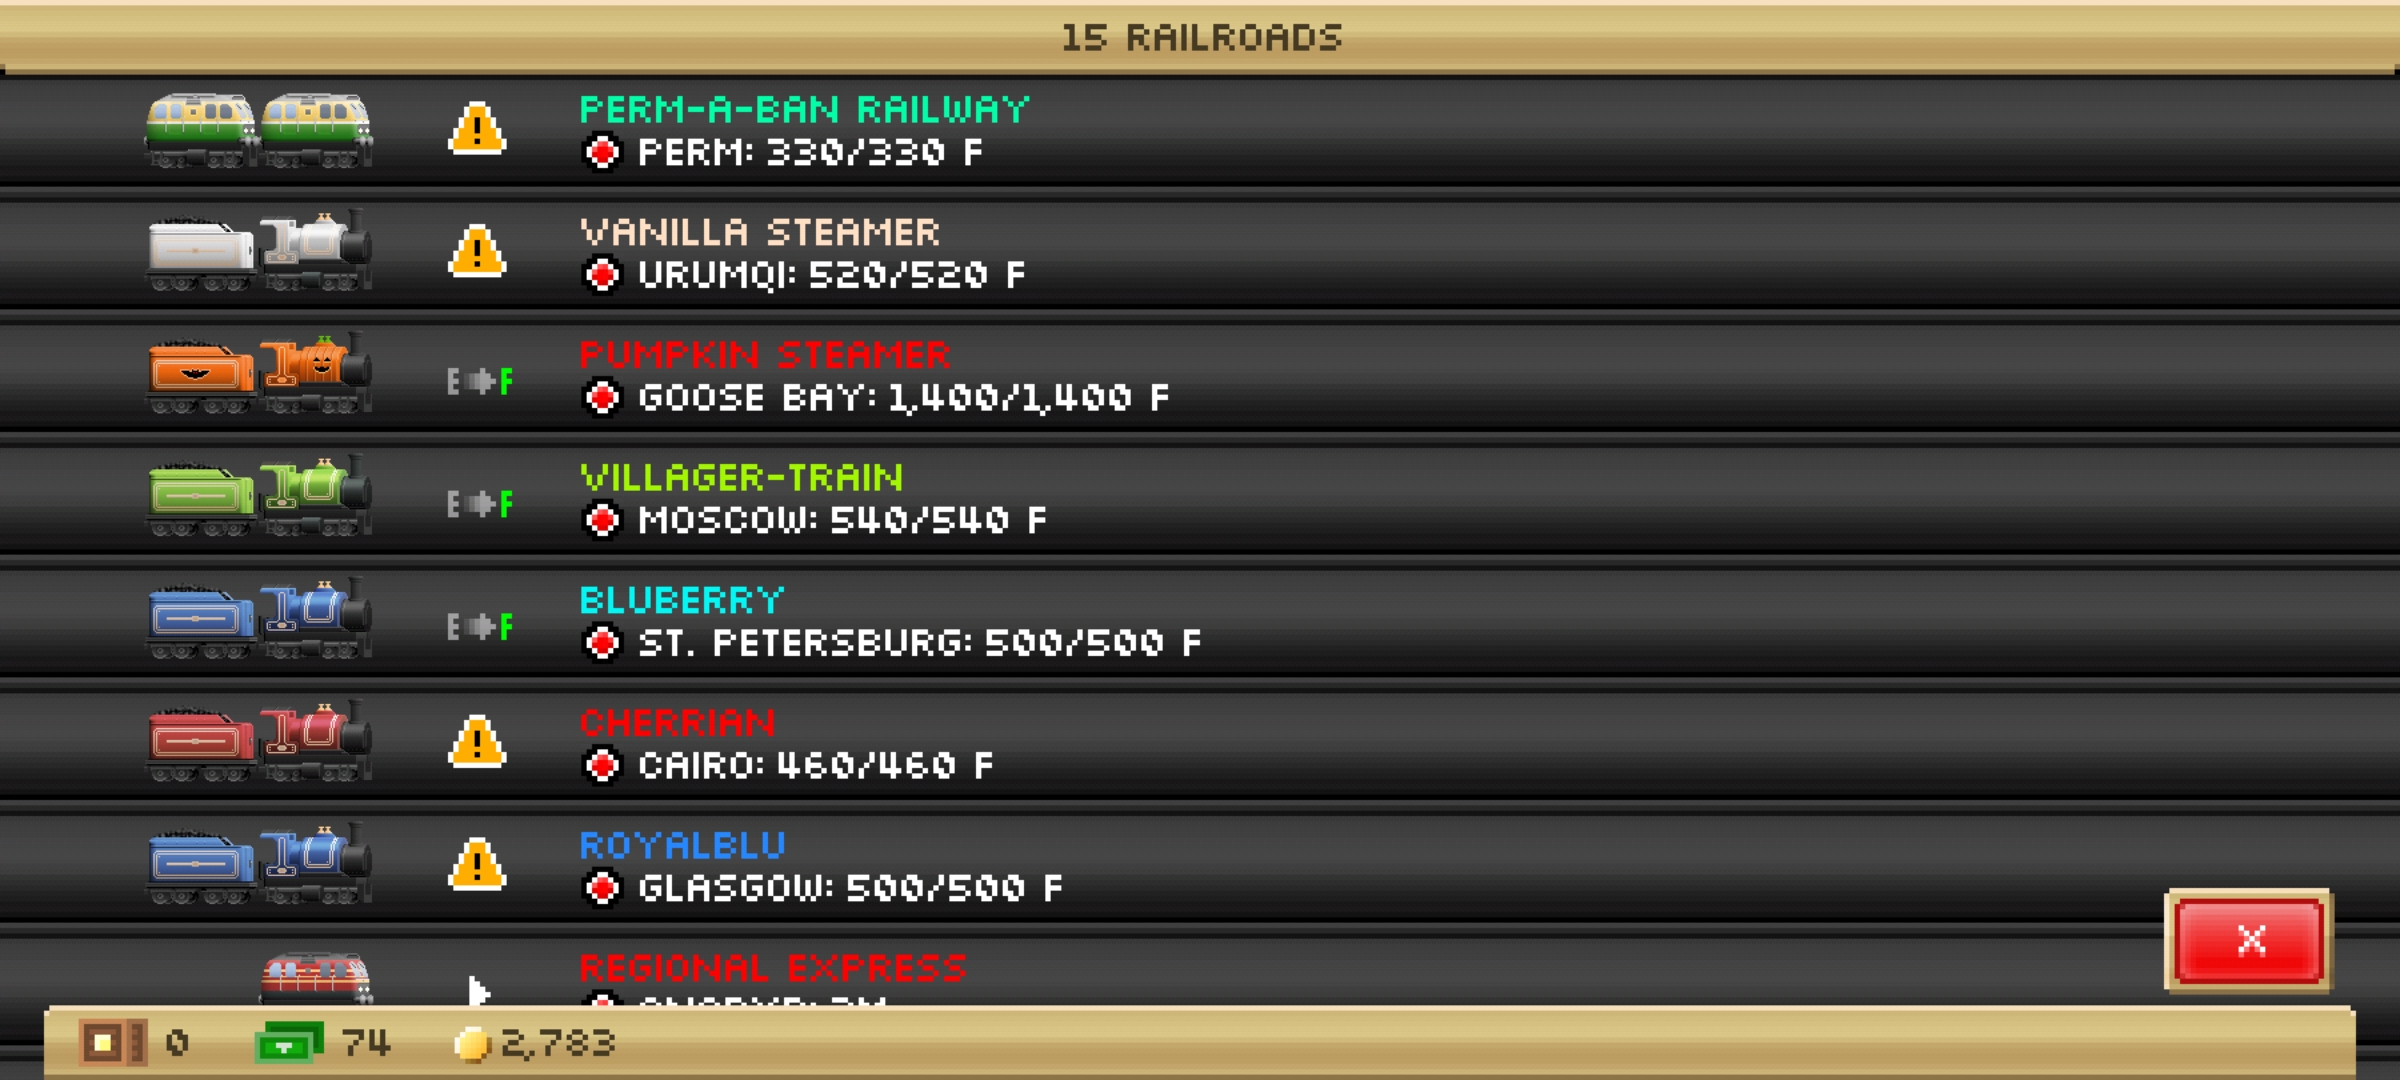 15 RAILROADS
PERM-A-BAN RAILWAY
PERM: 330/330 F
VANILLA STEAMER
URUMQI: 520/520 F
PUMPKIN STEAMER
E F
GOOSE BAY: 1,400/1,400 F
VILLAGER-TRAIN
E F
MOSCOW: 540/540 F
BLUBERRY
E F
ST. PETERSBURG: 500/500 F
CHERRIAN
CAIRO: 460/460 F
ROYALBLU
GLASGOW: 500/500 F
REGIONAL EXPRESS
X
0 74 2,783